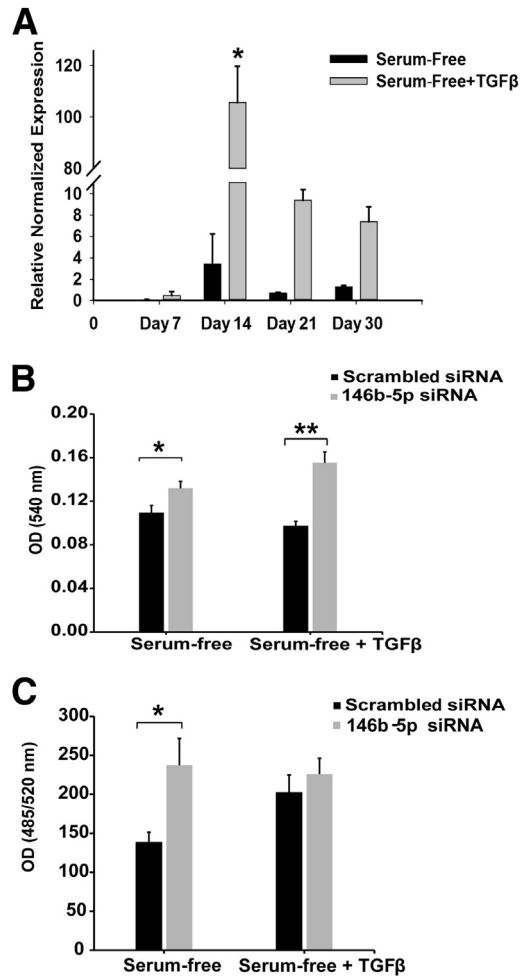 A
*
Serum-Free
Serum-Free+TGFβ
Relative Normalized Expression
120
100
80
10
8
6
4
2
0
0 Day 7 Day 14 Day 21 Day 30
B
Scrambled siRNA
146b-5p siRNA
OD (540 nm)
0.20
0.16
0.12
0.08
0.04
0.00
*
**
Serum-free Serum-free + TGFβ
C
Scrambled siRNA
146b-5p siRNA
OD (485/520 nm)
300
250
200
150
100
50
0
*
Serum-free Serum-free + TGFβ